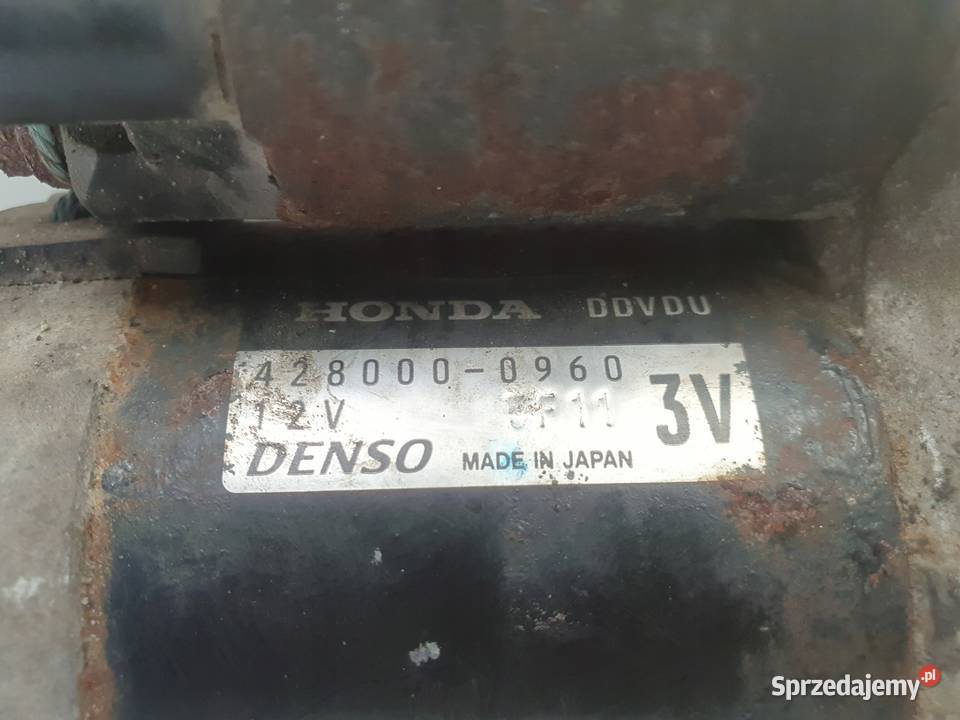 HONDA DDVDU
428000-0960
12V 3V
DENSO MADE IN JAPAN
Sprzedajemy.pl